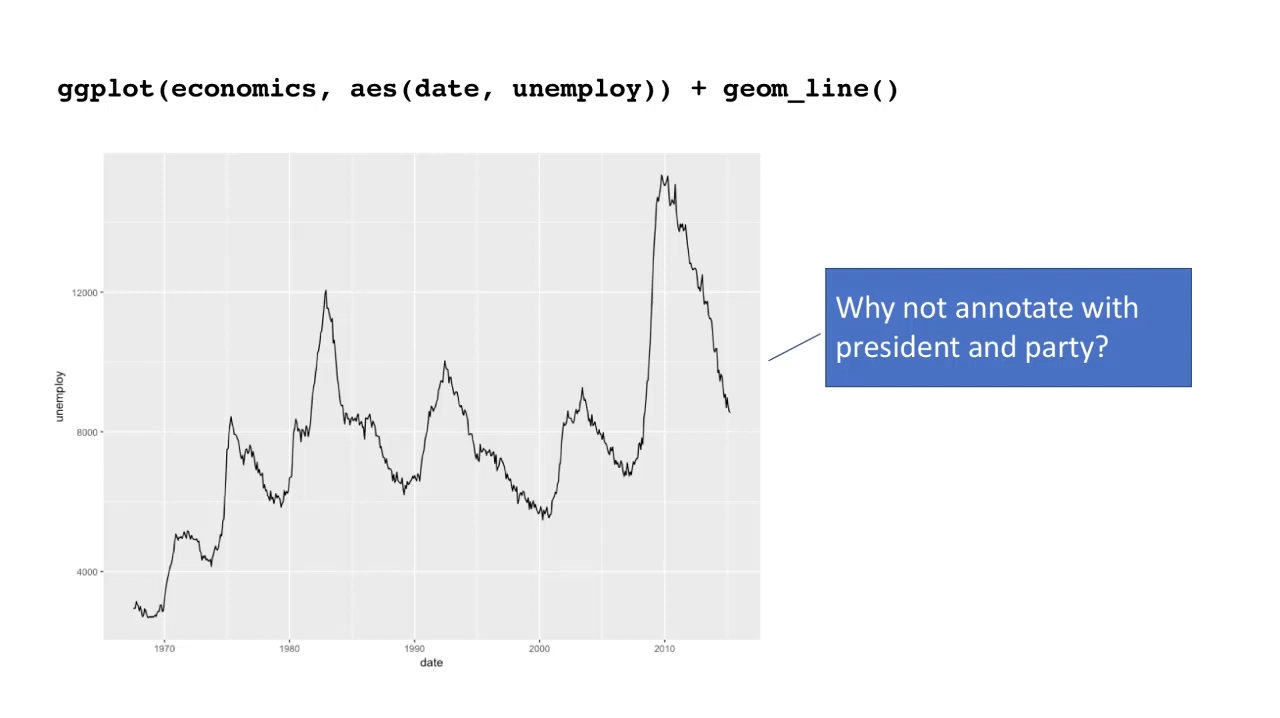 ggplot(economics, aes(date, unemploy)) + geom_line()
12000
8000
4000
unemploy
1970 1980 1990 2000 2010
date
Why not annotate with
president and party?